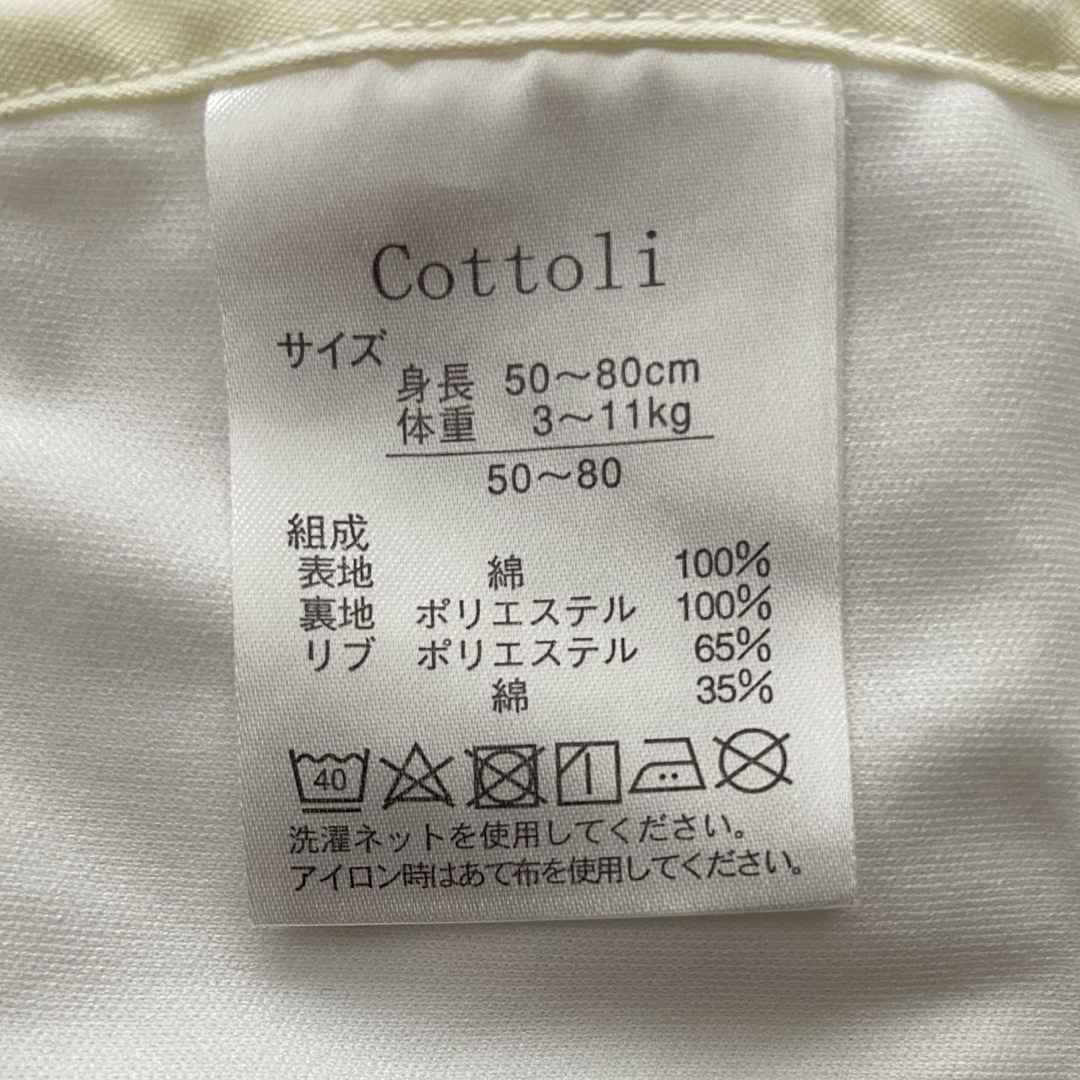 Cottoli
サイズ
身長 50〜80cm
体重 3〜11kg
50〜80
組成
表地 綿 100%
裏地 ポリエステル 100%
リブ ポリエステル 65%
綿 35%
40
洗濯ネットを使用してください。
アイロン時はあて布を使用してください。